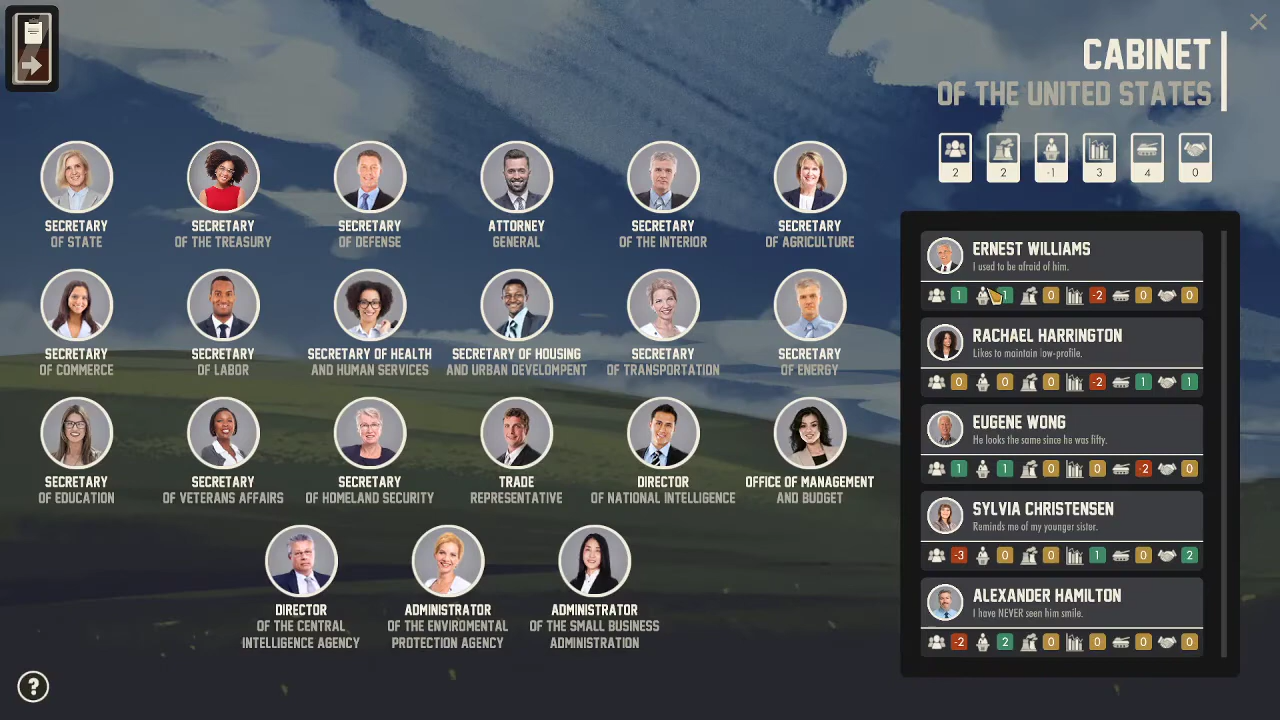 CABINET
OF THE UNITED STATES
2 2 -1 3 4 0
SECRETARY
OF STATE
SECRETARY
OF THE TREASURY
SECRETARY
OF DEFENSE
ATTORNEY
GENERAL
SECRETARY
OF THE INTERIOR
SECRETARY
OF AGRICULTURE
SECRETARY
OF COMMERCE
SECRETARY
OF LABOR
SECRETARY OF HEALTH
AND HUMAN SERVICES
SECRETARY OF HOUSING
AND URBAN DEVELOPMENT
SECRETARY
OF TRANSPORTATION
SECRETARY
OF ENERGY
SECRETARY
OF EDUCATION
SECRETARY
OF VETERANS AFFAIRS
SECRETARY
OF HOMELAND SECURITY
TRADE
REPRESENTATIVE
DIRECTOR
OF NATIONAL INTELLIGENCE
OFFICE OF MANAGEMENT
AND BUDGET
DIRECTOR
OF THE CENTRAL
INTELLIGENCE AGENCY
ADMINISTRATOR
OF THE ENVIROMENTAL
PROTECTION AGENCY
ADMINISTRATOR
OF THE SMALL BUSINESS
ADMINISTRATION
ERNEST WILLIAMS
I used to be afraid of him.
1 1 0 -2 0 0
RACHAEL HARRINGTON
Likes to maintain low-profile.
0 0 0 -2 1 1
EUGENE WONG
He looks the same since he was fifty.
1 1 0 0 -2 0
SYLVIA CHRISTENSEN
Reminds me of my younger sister.
-3 0 0 1 0 2
ALEXANDER HAMILTON
I have NEVER seen him smile.
-2 2 0 0 0 0
?